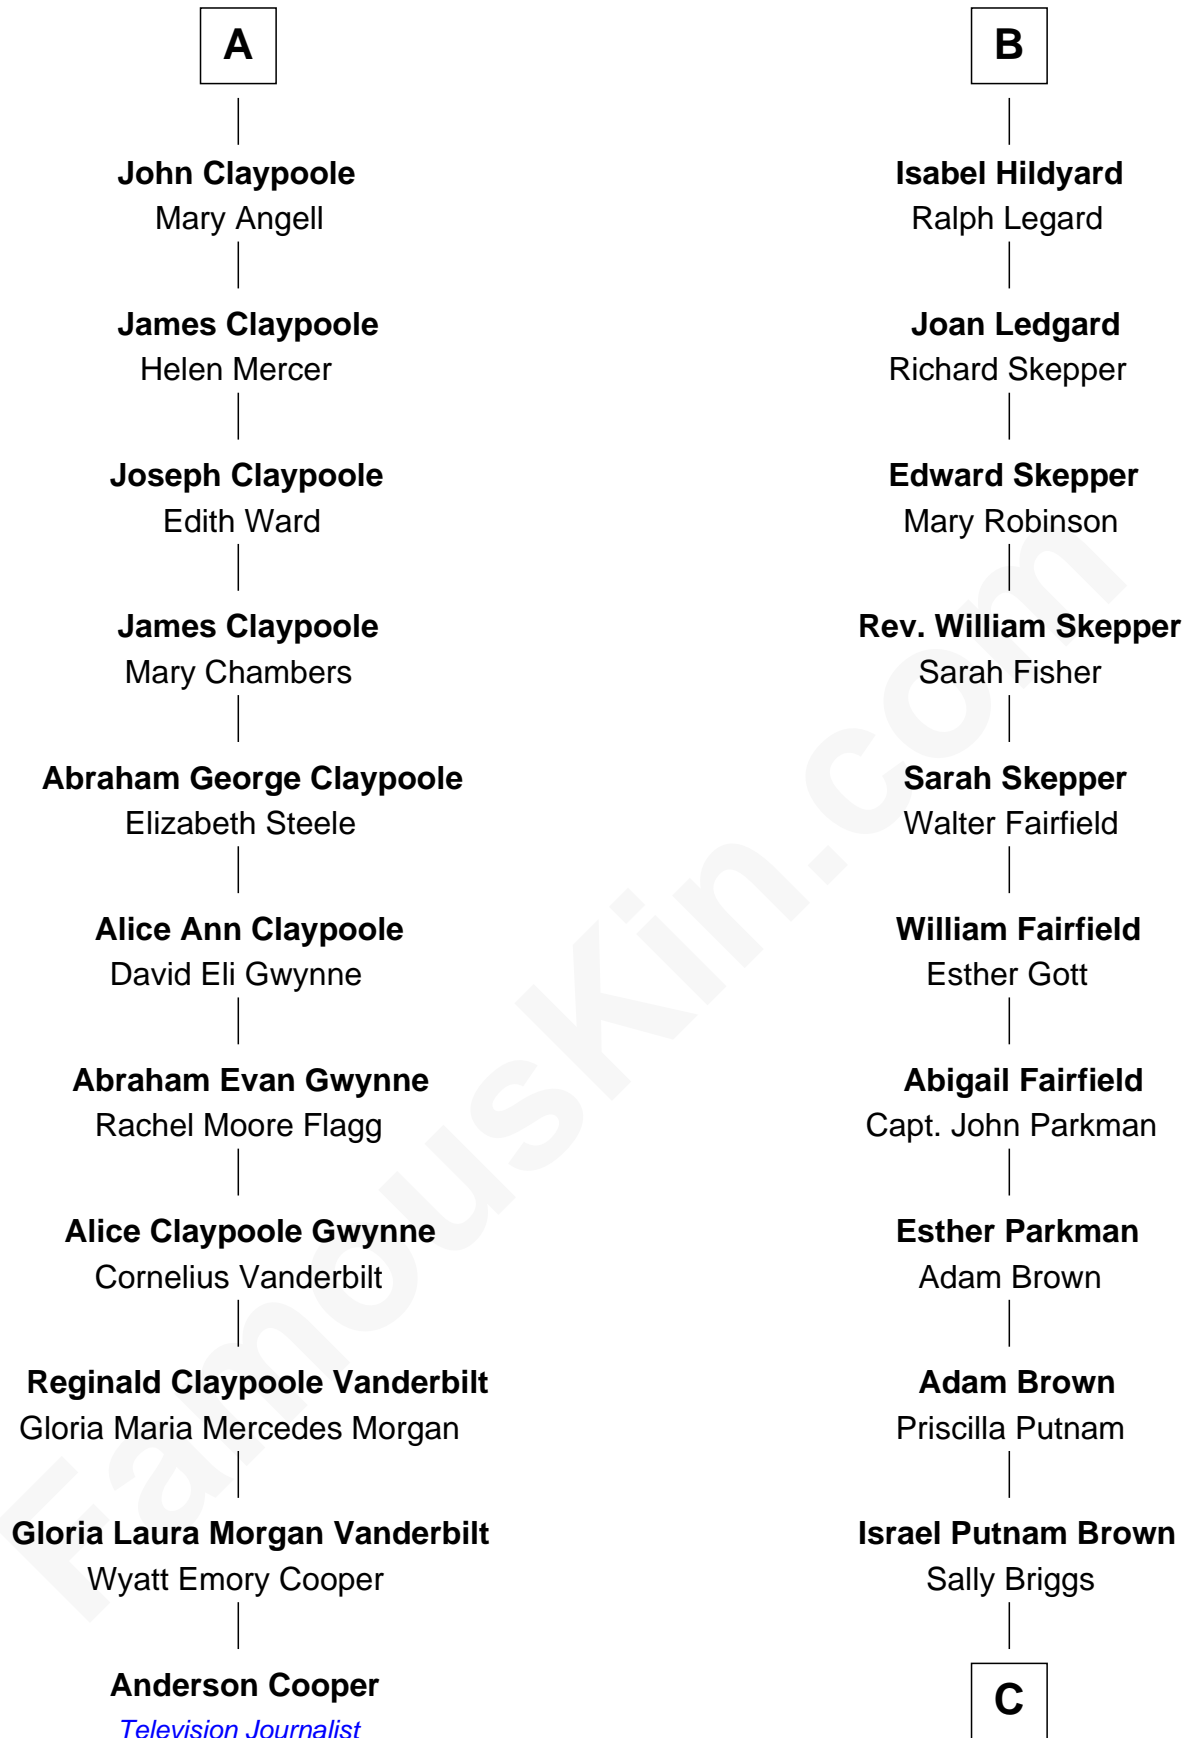 A
John Claypoole
Mary Angell
James Claypoole
Helen Mercer
Joseph Claypoole
Edith Ward
James Claypoole
Mary Chambers
Abraham George Claypoole
Elizabeth Steele
Alice Ann Claypoole
David Eli Gwynne
Abraham Evan Gwynne
Rachel Moore Flagg
Alice Claypoole Gwynne
Cornelius Vanderbilt
Reginald Claypoole Vanderbilt
Gloria Maria Mercedes Morgan
Gloria Laura Morgan Vanderbilt
Wyatt Emory Cooper
Anderson Cooper
Television Journalist
B
Isabel Hildyard
Ralph Legard
Joan Ledgard
Richard Skepper
Edward Skepper
Mary Robinson
Rev. William Skepper
Sarah Fisher
Sarah Skepper
Walter Fairfield
William Fairfield
Esther Gott
Abigail Fairfield
Capt. John Parkman
Esther Parkman
Adam Brown
Adam Brown
Priscilla Putnam
Israel Putnam Brown
Sally Briggs
C
FamousKin.com